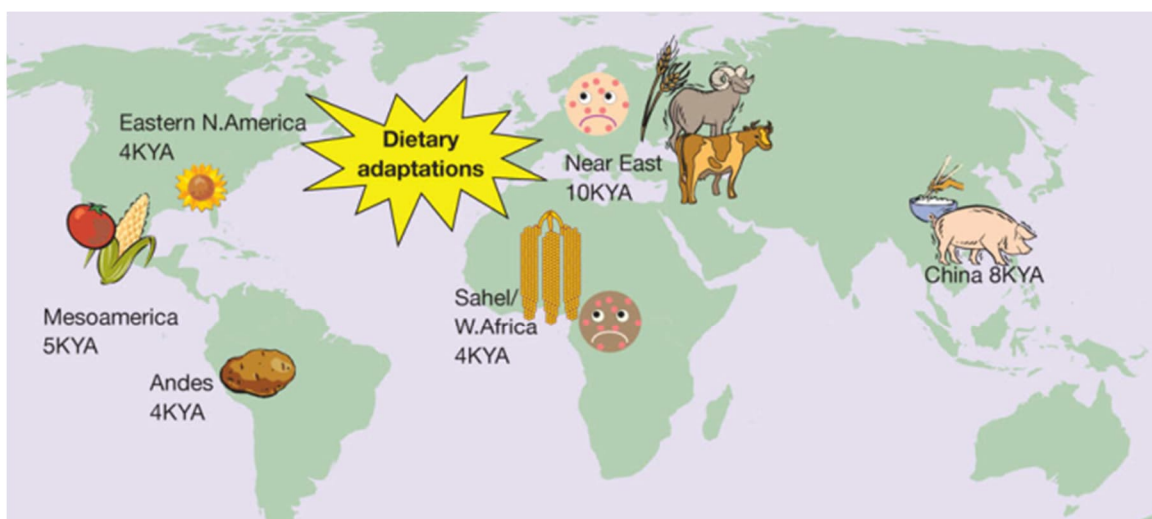 Eastern N.America
4KYA
Dietary
adaptations
Near East
10KYA
China 8KYA
Sahel/
W.Africa
4KYA
Mesoamerica
5KYA
Andes
4KYA